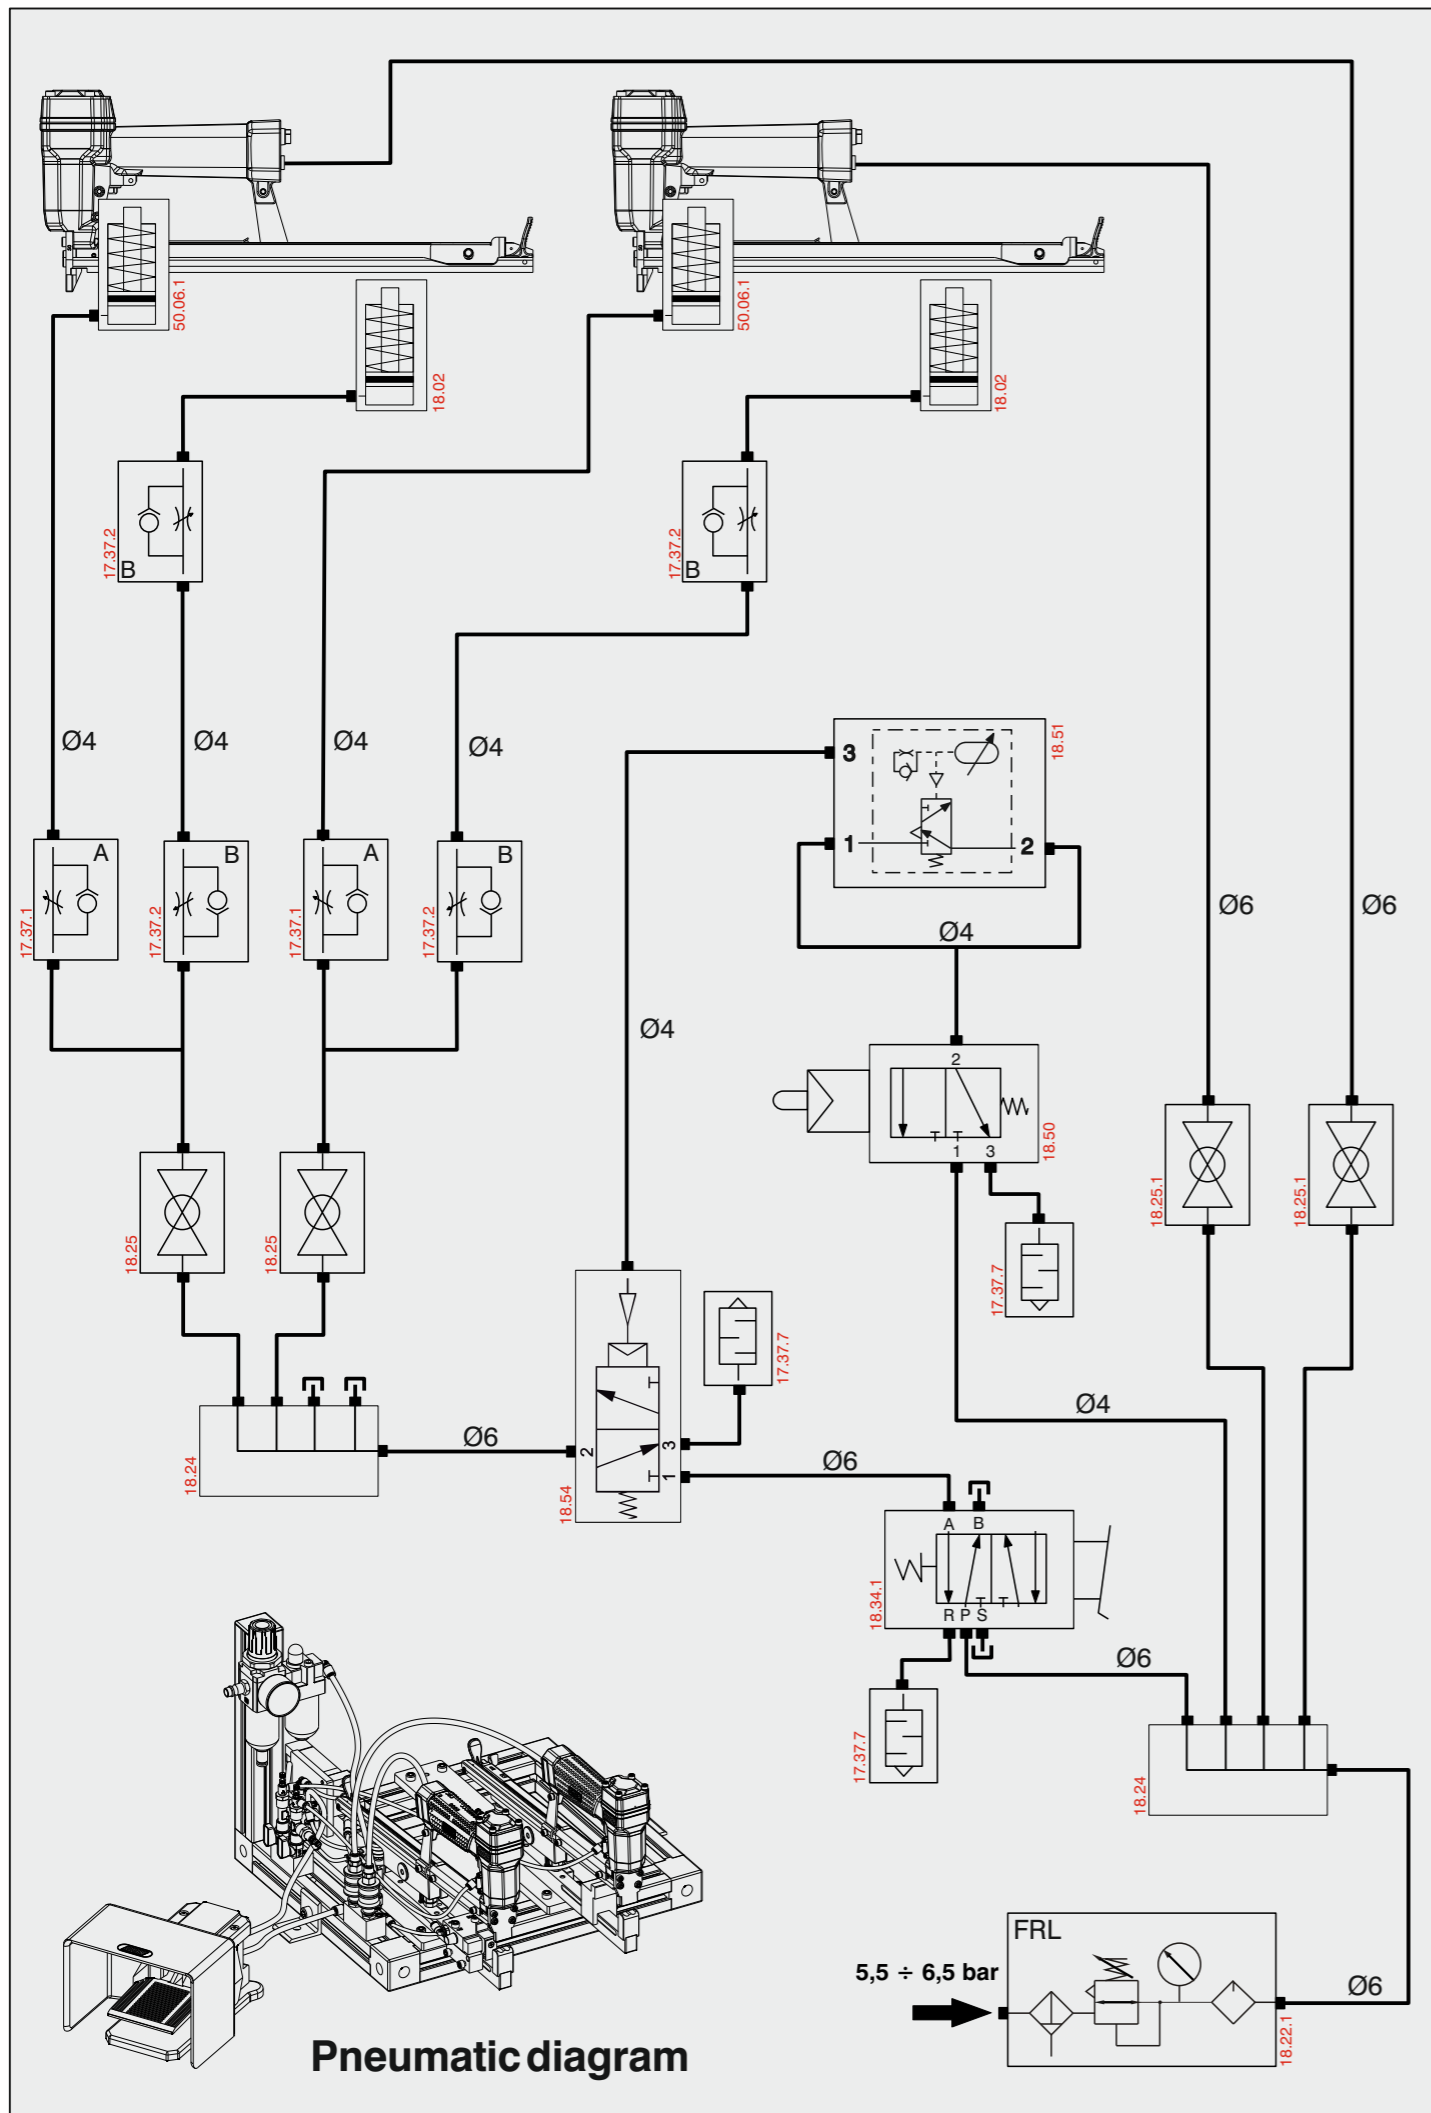 50.06.1
50.06.1
18.02
18.02
17.37.2
B
17.37.2
B
Ø4
Ø4
Ø4
Ø4
3
18.51
1
2
A
17.37.1
B
17.37.2
A
17.37.1
B
17.37.2
Ø6
Ø6
Ø4
Ø4
2
1
3
18.50
18.25
18.25
18.25.1
18.25.1
17.37.7
17.37.7
Ø4
18.24
Ø6
2
3
1
18.54
Ø6
A
B
R
P
S
18.34.1
Ø6
17.37.7
18.24
FRL
5,5 ÷ 6,5 bar
Ø6
18.22.1
Pneumatic diagram